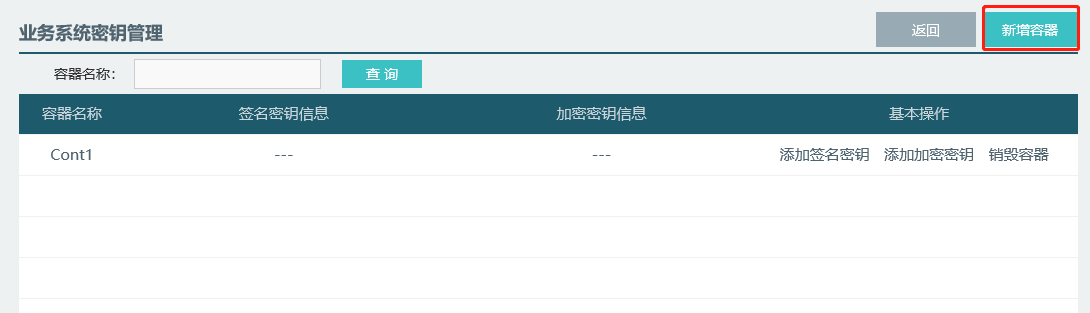 业务系统密钥管理 返回 新增容器
容器名称： 查 询
容器名称 签名密钥信息 加密密钥信息 基本操作
Cont1 --- --- 添加签名密钥 添加加密密钥 销毁容器